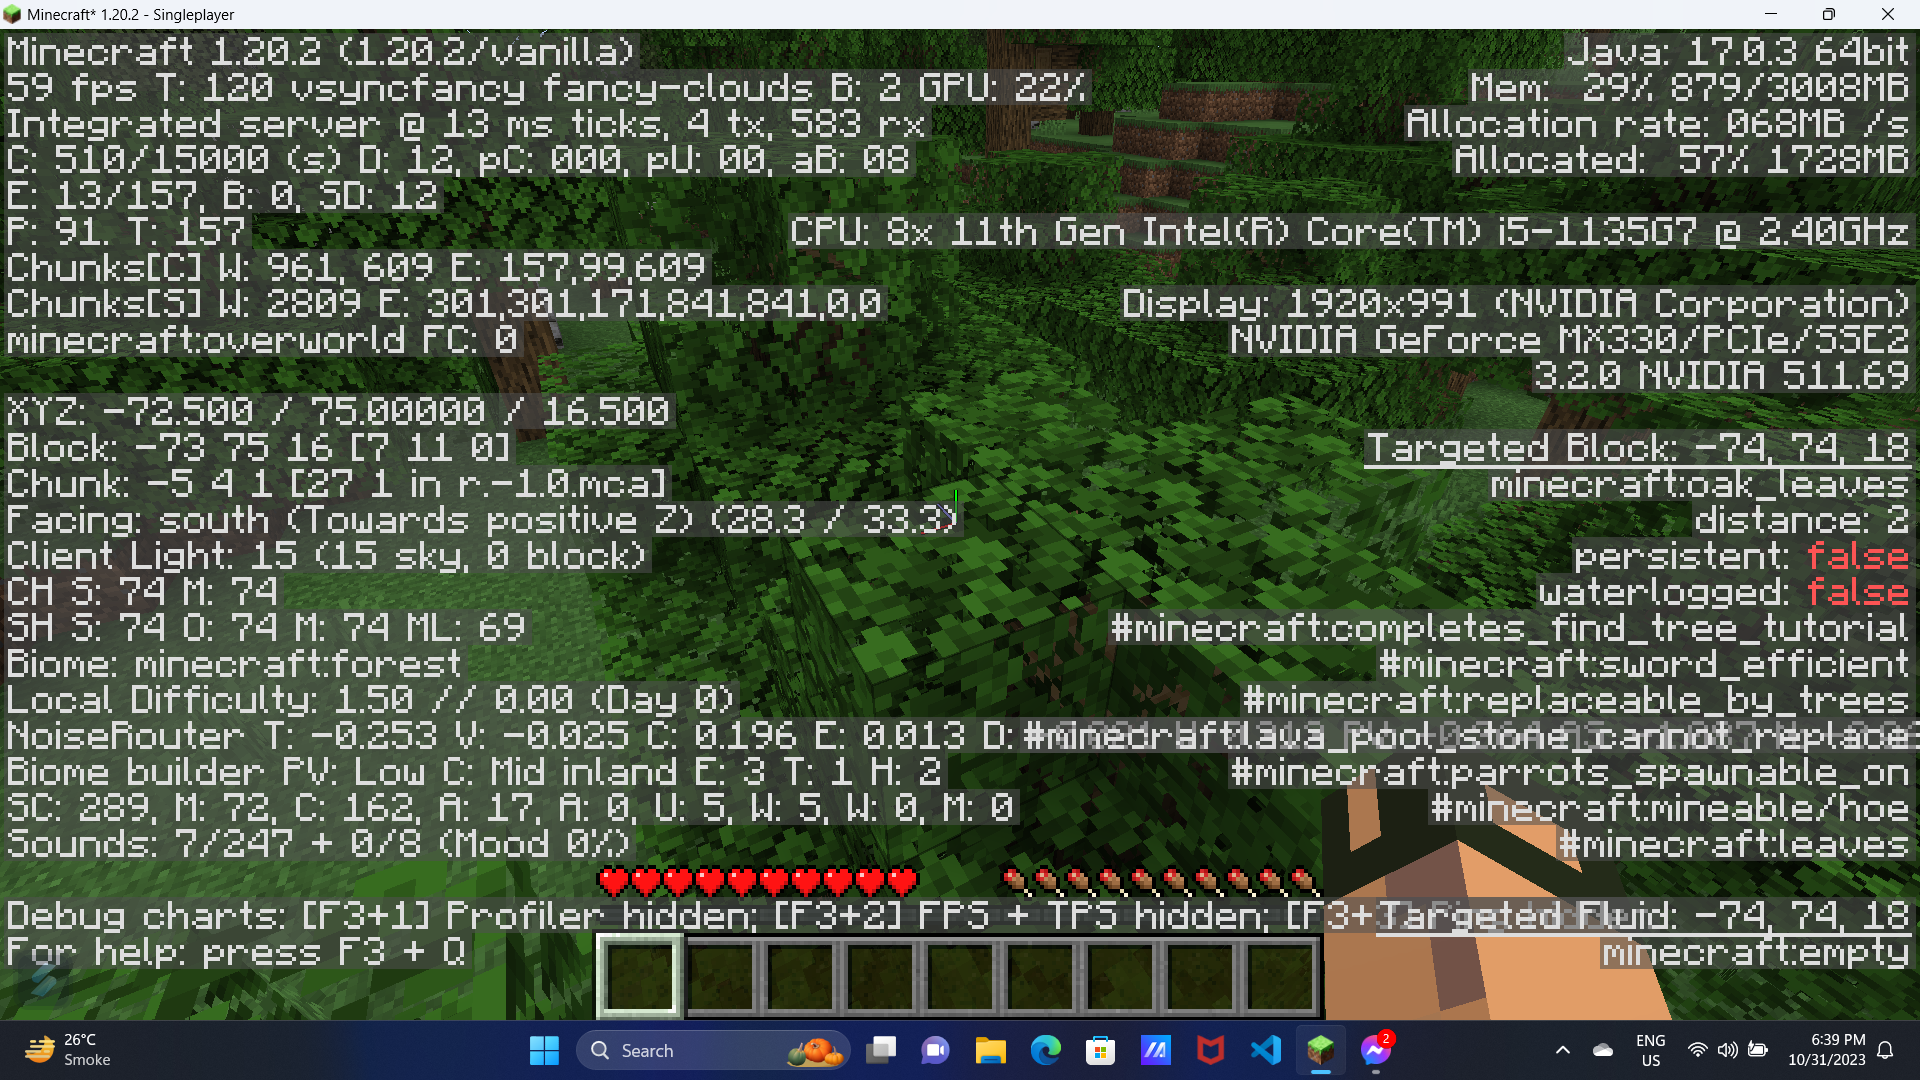 Minecraft* 1.20.2 - Singleplayer
Minecraft 1.20.2 (1.20.2/vanilla)
59 fps T: 120 vsyncfancy fancy-clouds B: 2 GPU: 22%
Integrated server @ 13 ms ticks, 4 tx, 583 rx
C: 510/15000 (s) D: 12, pC: 000, pU: 00, aB: 08
E: 13/157, B: 0, SD: 12
P: 91. T: 157
Chunks[C] W: 961, 609 E: 157,99,609
Chunks[S] W: 2809 E: 301,301,171,841,841,0,0
minecraft:overworld FC: 0
XYZ: -72.500 / 75.00000 / 16.500
Block: -73 75 16 [7 11 0]
Chunk: -5 4 1 [27 1 in r.-1.0.mca]
Facing: south (Towards positive Z) (28.3 / 33.3)
Client Light: 15 (15 sky, 0 block)
CH S: 74 M: 74
SH S: 74 O: 74 M: 74 ML: 69
Biome: minecraft:forest
Local Difficulty: 1.50 // 0.00 (Day 0)
NoiseRouter T: -0.253 V: -0.025 C: 0.196 E: 0.013 D:
Biome builder PV: Low C: Mid inland E: 3 T: 1 H: 2
SC: 289, M: 72, C: 162, A: 17, A: 0, U: 5, W: 5, W: 0, M: 0
Sounds: 7/247 + 0/8 (Mood 0%)
Debug charts: [F3+1] Profiler hidden; [F3+2] FPS + TPS hidden; [F3+
For help: press F3 + Q
Java: 17.0.3 64bit
Mem: 29% 879/3008MB
Allocation rate: 068MB /s
Allocated: 57% 1728MB
CPU: 8x 11th Gen Intel(R) Core(TM) i5-1135G7 @ 2.40GHz
Display: 1920x991 (NVIDIA Corporation)
NVIDIA GeForce MX330/PCIe/SSE2
3.2.0 NVIDIA 511.69
Targeted Block: -74, 74, 18
minecraft:oak_leaves
distance: 2
persistent: false
waterlogged: false
#minecraft:completes_find_tree_tutorial
#minecraft:sword_efficient
#minecraft:replaceable_by_trees
#minecraft:lava_pool_stone_cannot_replace
#minecraft:parrots_spawnable_on
#minecraft:mineable/hoe
#minecraft:leaves
Targeted Fluid: -74, 74, 18
minecraft:empty
26°C
Smoke
Search
2
ENG
US
6:39 PM
10/31/2023